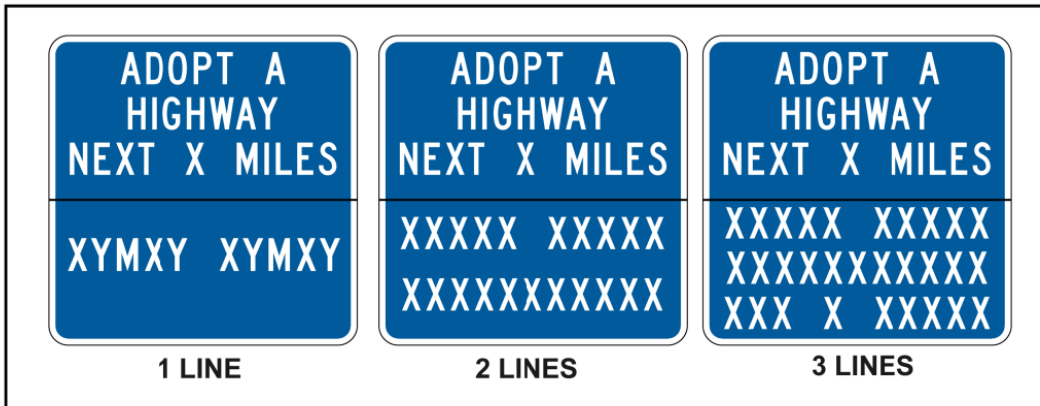 ADOPT A
HIGHWAY
NEXT X MILES
XYMXY XYMXY
1 LINE
ADOPT A
HIGHWAY
NEXT X MILES
XXXXX XXXXX
XXXXXXXXXXX
2 LINES
ADOPT A
HIGHWAY
NEXT X MILES
XXXXX XXXXX
XXXXXXXXXXX
XXX X XXXXX
3 LINES